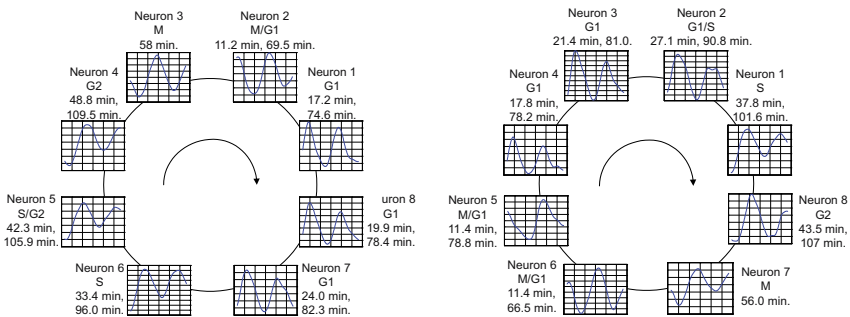 Neuron 3
M
58 min.
Neuron 2
M/G1
11.2 min, 69.5 min.
Neuron 4
G2
48.8 min,
109.5 min.
Neuron 1
G1
17.2 min,
74.6 min.
Neuron 5
S/G2
42.3 min,
105.9 min.
uron 8
G1
19.9 min,
78.4 min.
Neuron 6
S
33.4 min,
96.0 min.
Neuron 7
G1
24.0 min,
82.3 min.
Neuron 3
G1
21.4 min, 81.0.
Neuron 2
G1/S
27.1 min, 90.8 min.
Neuron 4
G1
17.8 min,
78.2 min.
Neuron 1
S
37.8 min,
101.6 min.
Neuron 5
M/G1
11.4 min,
78.8 min.
Neuron 8
G2
43.5 min,
107 min.
Neuron 6
M/G1
11.4 min,
66.5 min.
Neuron 7
M
56.0 min.